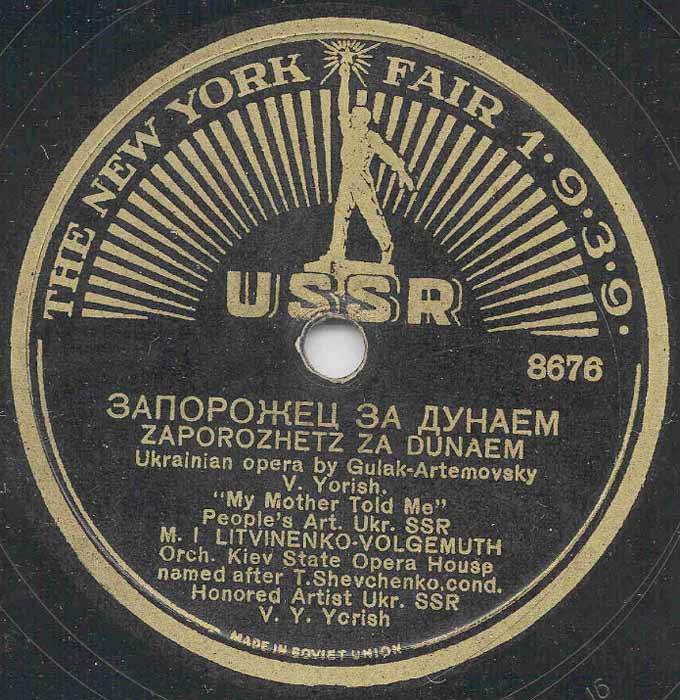 THE NEW YORK FAIR 1·9·3·9·
USSR
8676
ЗАПОРОЖЕЦ ЗА ДУНАЕМ
ZAPOROZHETZ ZA DUNAEM
Ukrainian opera by Gulak-Artemovsky
V. Yorish.
"My Mother Told Me"
People's Art. Ukr. SSR
M. I LITVINENKO-VOLGEMUTH
Orch. Kiev State Opera House
named after T.Shevchenko,cond.
Honored Artist Ukr. SSR
V. Y. Yorish
MADE IN SOVIET UNION